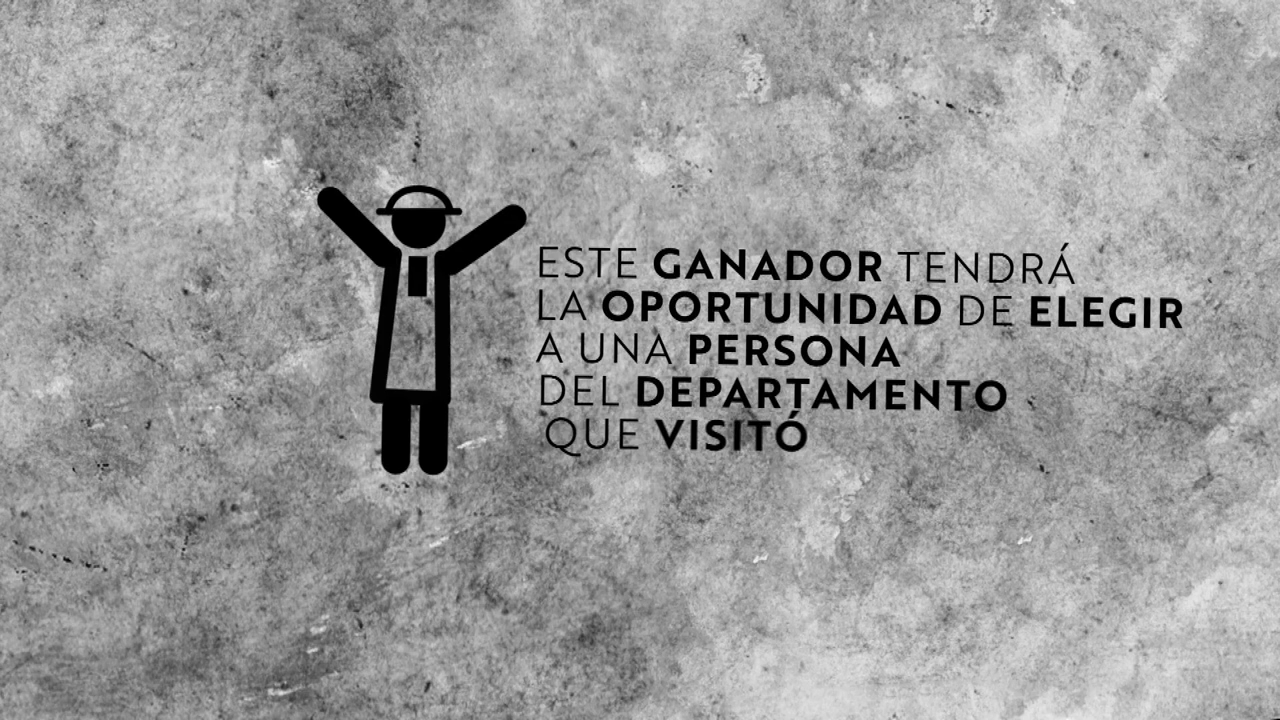 ESTE GANADOR TENDRÁ
LA OPORTUNIDAD DE ELEGIR
A UNA PERSONA
DEL DEPARTAMENTO
QUE VISITÓ